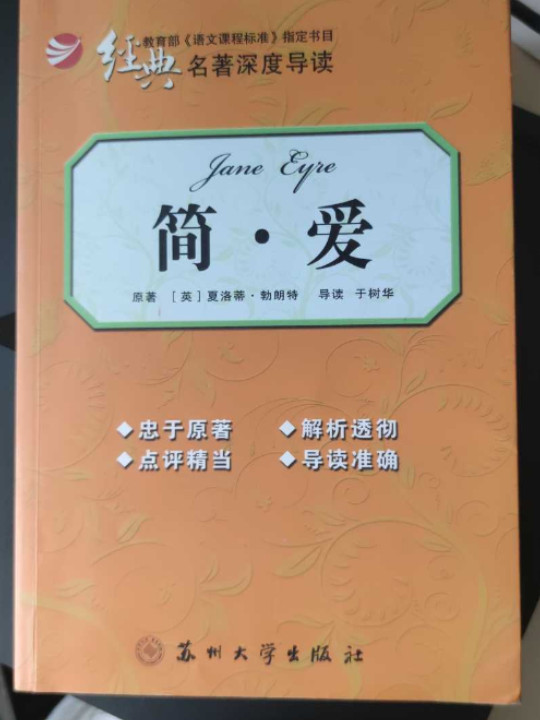 教育部《语文课程标准》指定书目
经典名著深度导读
Jane Eyre
简·爱
原著 [英]夏洛蒂·勃朗特 导读 于树华
◆忠于原著 ◆解析透彻
◆点评精当 ◆导读准确
苏州大学出版社